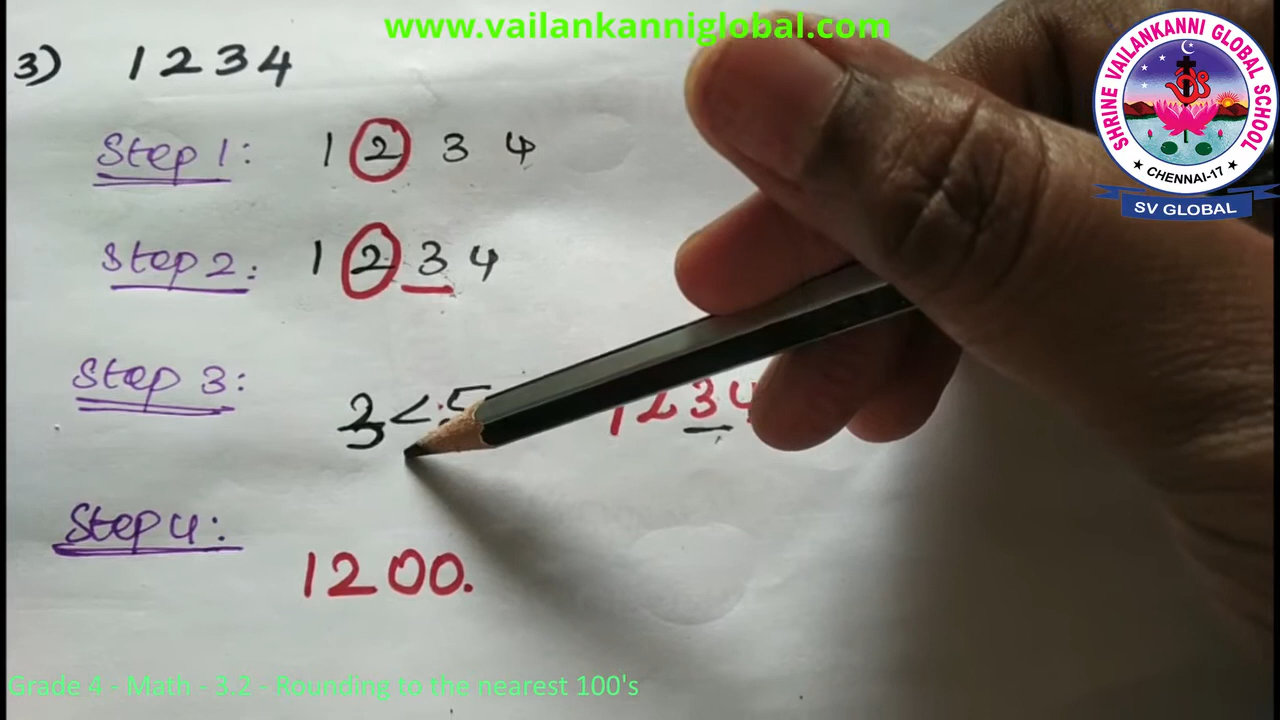 www.vailankanniglobal.com
SHRINE VAILANKANNI GLOBAL SCHOOL
★ CHENNAI-17 ★
SV GLOBAL
3) 1234
Step 1: 1 2 3 4
Step 2: 1 2 3 4
Step 3: 3<5 1234
Step 4:
1200.
Grade 4 - Math - 3.2 - Rounding to the nearest 100's